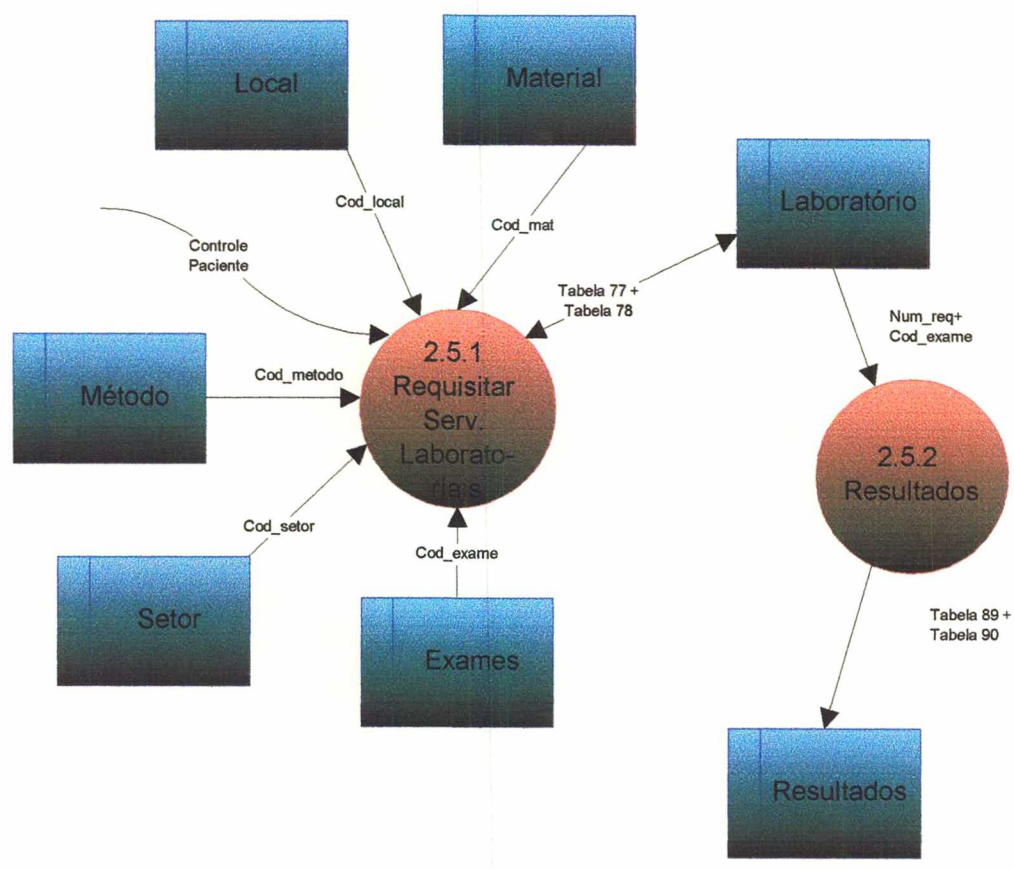 Local
Material
Laboratório
Cod_local
Cod_mat
Controle
Paciente
Tabela 77 +
Tabela 78
Num_req+
Cod_exame
Método
Cod_metodo
2.5.1
Requisitar
Serv.
Laborato-
riais
2.5.2
Resultados
Cod_setor
Cod_exame
Setor
Exames
Tabela 89 +
Tabela 90
Resultados